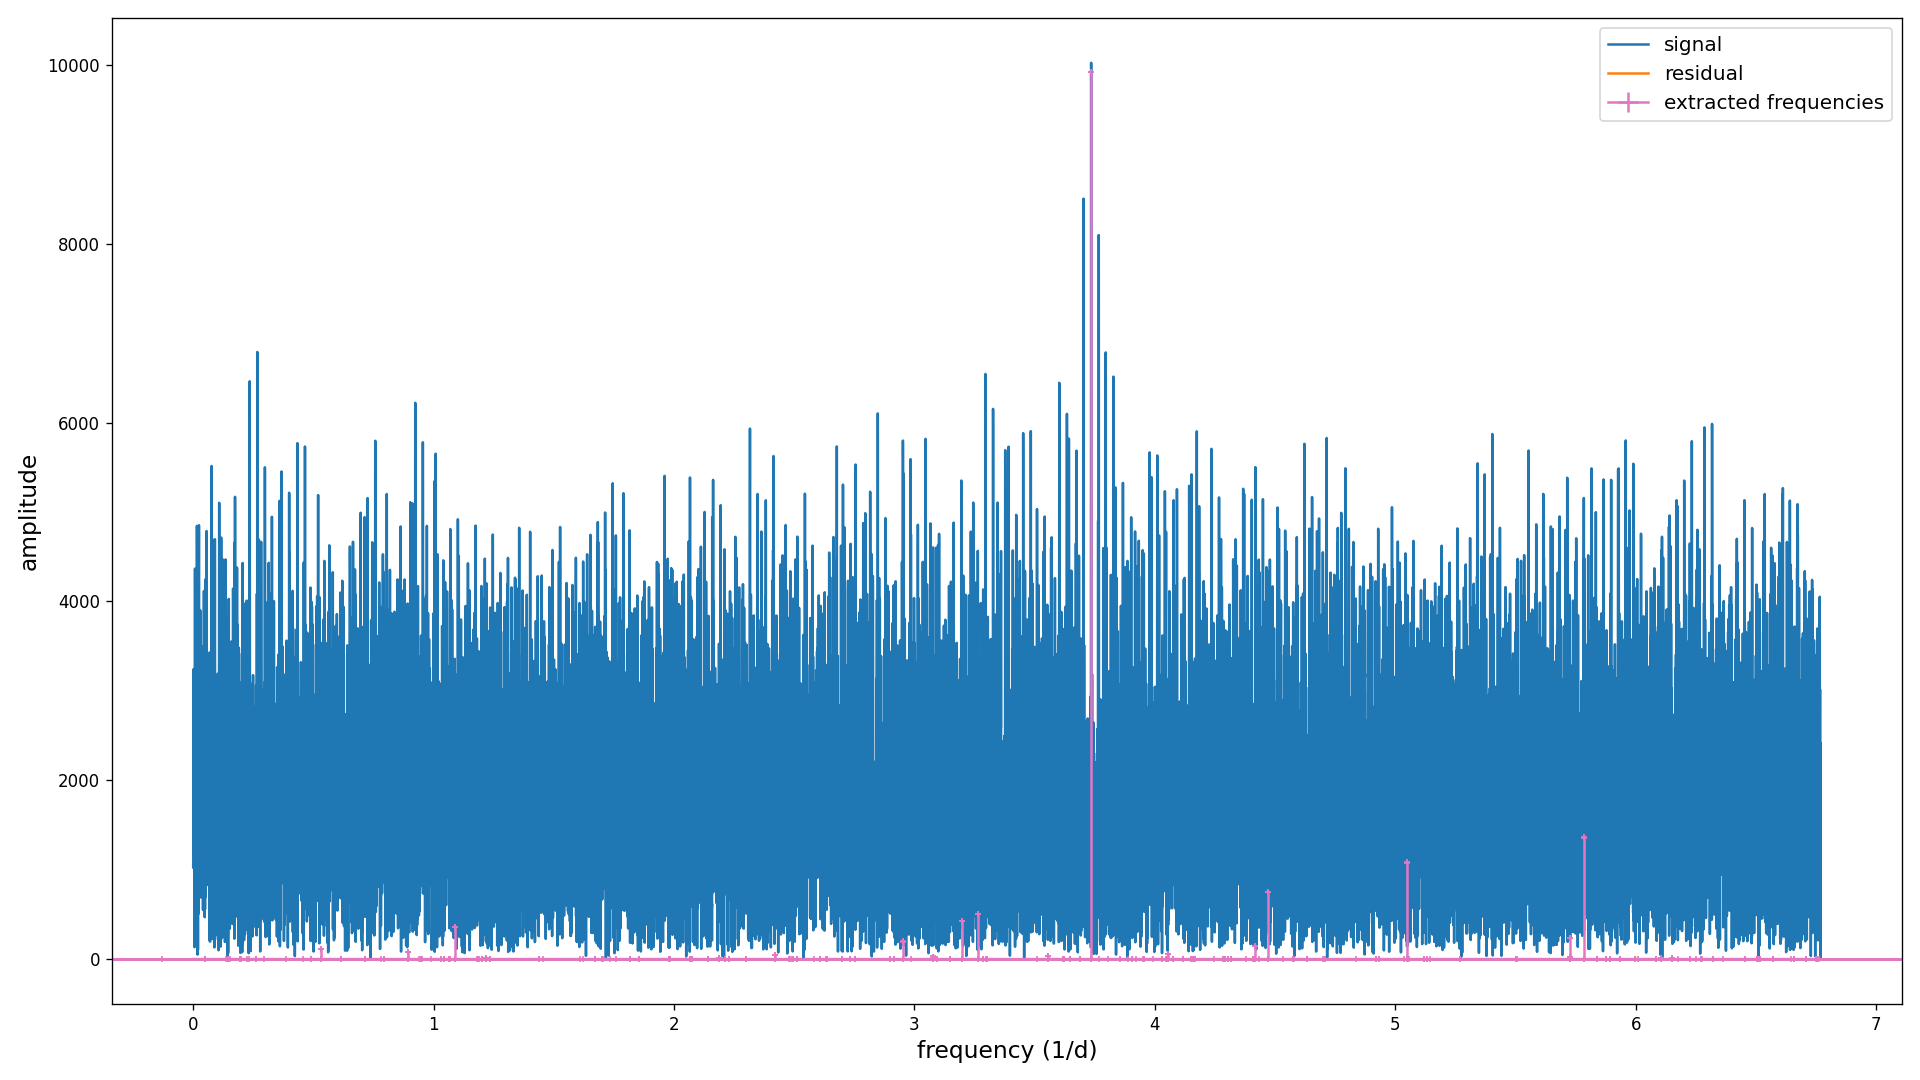 signal
residual
extracted frequencies
10000
8000
6000
4000
2000
0
amplitude
0 1 2 3 4 5 6 7
frequency (1/d)